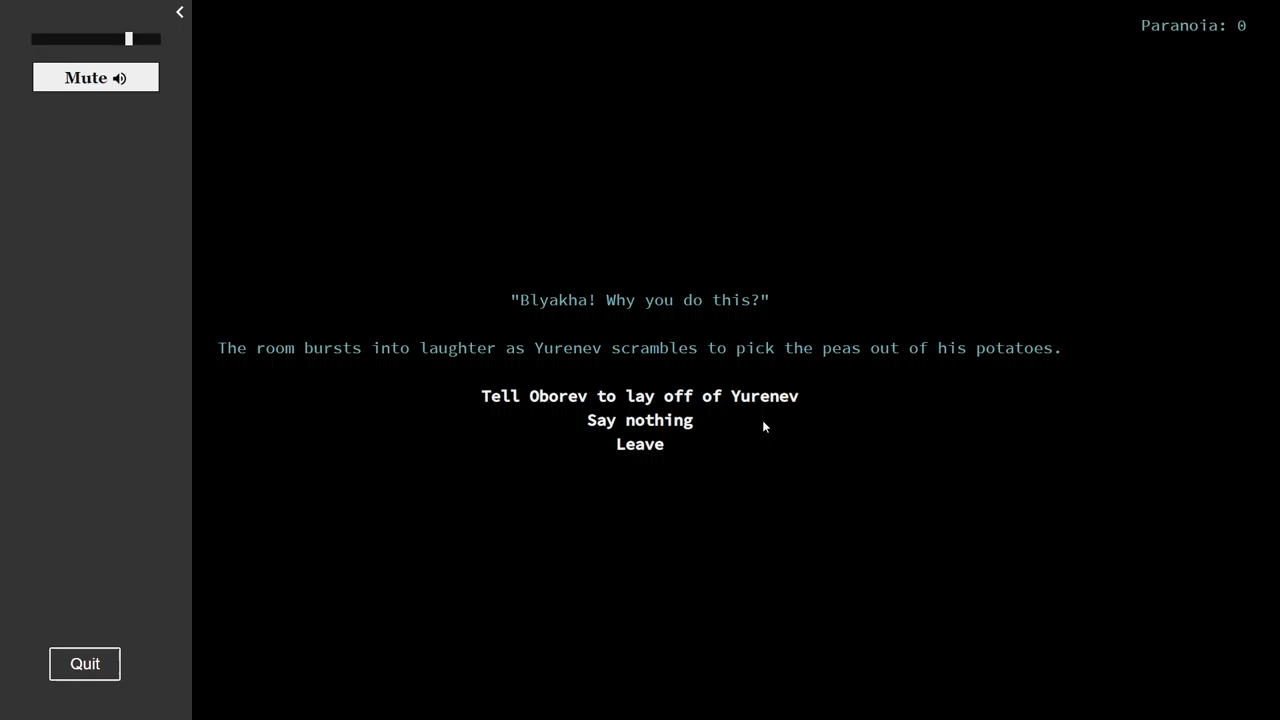 Paranoia: 0
Mute
"Blyakha! Why you do this?"
The room bursts into laughter as Yurenev scrambles to pick the peas out of his potatoes.
Tell Oborev to lay off of Yurenev
Say nothing
Leave
Quit